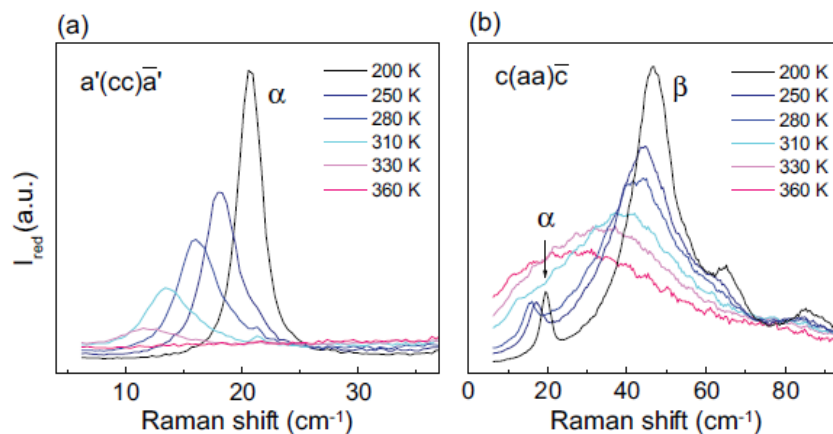 (a)
a'(cc)a̅'
α
200 K
250 K
280 K
310 K
330 K
360 K
I_red (a.u.)
10 20 30
Raman shift (cm⁻¹)
(b)
c(aa)c̅
β
α
200 K
250 K
280 K
310 K
330 K
360 K
0 20 40 60 80
Raman shift (cm⁻¹)